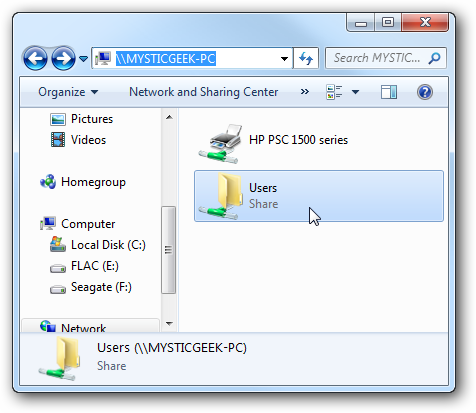 \\MYSTICGEEK-PC
Search MYSTIC...
Organize
Network and Sharing Center
»
Pictures
Videos
Homegroup
Computer
Local Disk (C:)
FLAC (E:)
Seagate (F:)
Network
HP PSC 1500 series
Users
Share
Users (\\MYSTICGEEK-PC)
Share